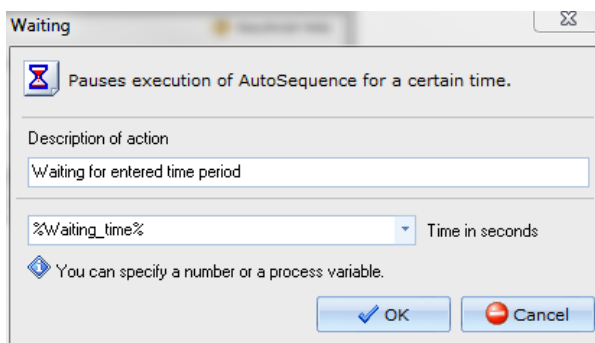 Waiting
Pauses execution of AutoSequence for a certain time.
Description of action
Waiting for entered time period
%Waiting_time%
Time in seconds
You can specify a number or a process variable.
OK
Cancel